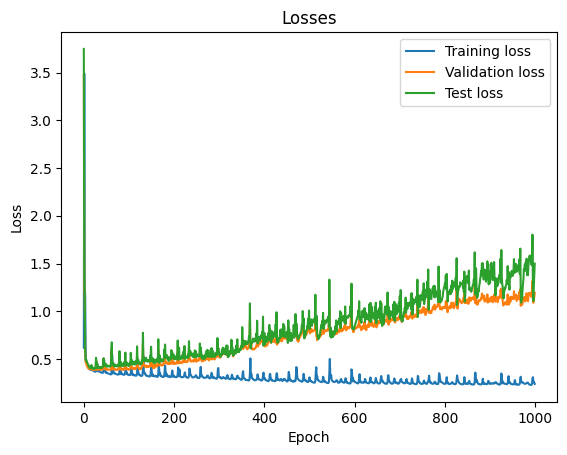 Losses
Training loss
Validation loss
Test loss
3.5
3.0
2.5
2.0
1.5
1.0
0.5
Loss
0
200
400
600
800
1000
Epoch